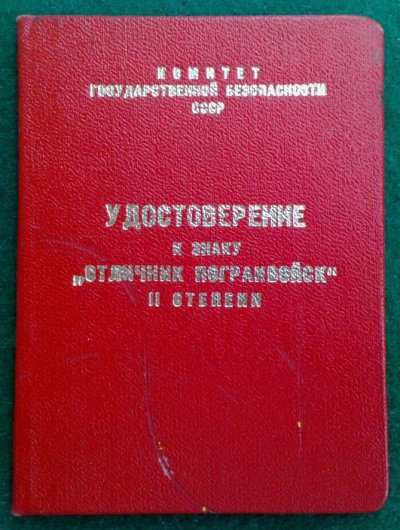 КОМИТЕТ
ГОСУДАРСТВЕННОЙ БЕЗОПАСНОСТИ
СССР
УДОСТОВЕРЕНИЕ
К ЗНАКУ
„ОТЛИЧНИК ПОГРАНВОЙСК“
II СТЕПЕНИ